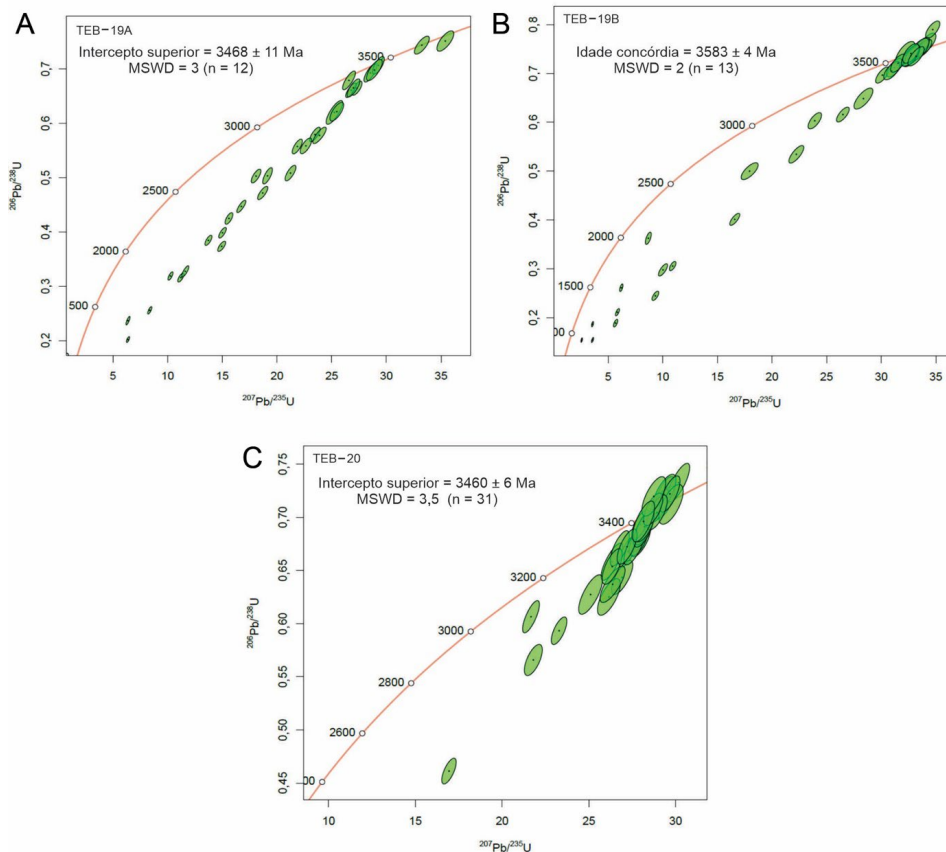 A
TEB-19A
Intercepto superior = 3468 ± 11 Ma
MSWD = 3 (n = 12)
3500
3000
2500
2000
500
0,7
0,6
0,5
0,4
0,3
0,2
206Pb/238U
5 10 15 20 25 30 35
207Pb/235U
B
TEB-19B
Idade concórdia = 3583 ± 4 Ma
MSWD = 2 (n = 13)
3500
3000
2500
2000
1500
00
0,8
0,7
0,6
0,5
0,4
0,3
0,2
206Pb/238U
5 10 15 20 25 30 35
207Pb/235U
C
TEB-20
Intercepto superior = 3460 ± 6 Ma
MSWD = 3,5 (n = 31)
3400
3200
3000
2800
2600
00
0,75
0,70
0,65
0,60
0,55
0,50
0,45
206Pb/238U
10 15 20 25 30
207Pb/235U